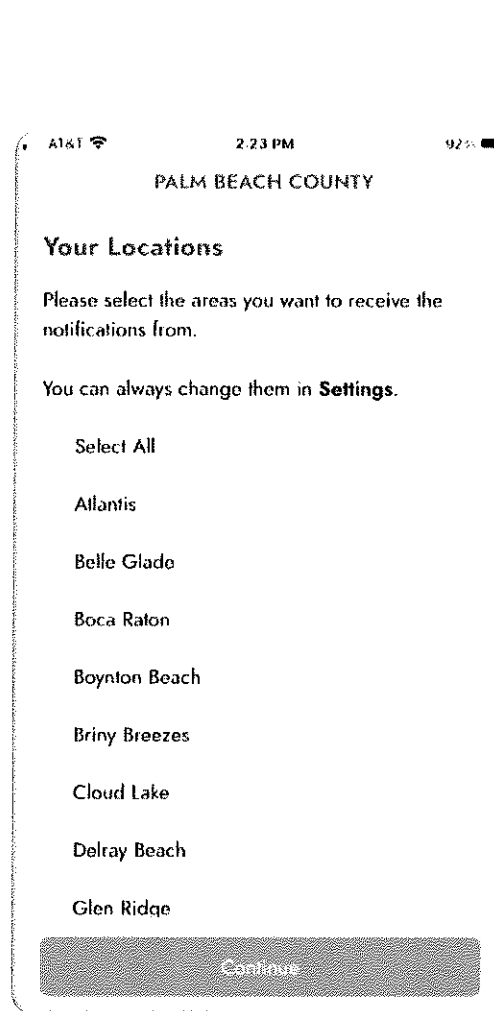 AT&T 2:23 PM 92%
PALM BEACH COUNTY
Your Locations
Please select the areas you want to receive the
notifications from.
You can always change them in Settings.
Select All
Atlantis
Belle Glade
Boca Raton
Boynton Beach
Briny Breezes
Cloud Lake
Delray Beach
Glen Ridge
Continue